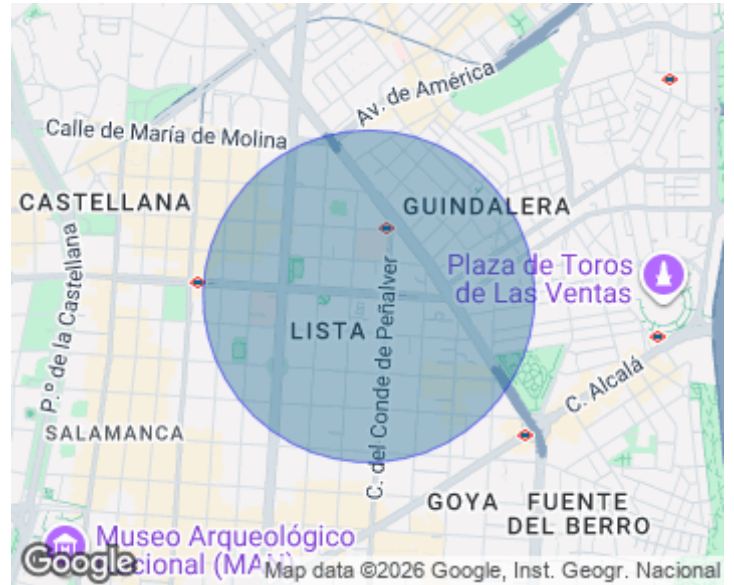 Av. de América
Calle de María de Molina
CASTELLANA
GUINDALERA
Plaza de Toros
de Las Ventas
P.º de la Castellana
C. del Conde de Peñalver
LISTA
C. Alcalá
SALAMANCA
GOYA
FUENTE
DEL BERRO
Museo Arqueológico
Nacional (MAN)
Google
Map data ©2026 Google, Inst. Geogr. Nacional